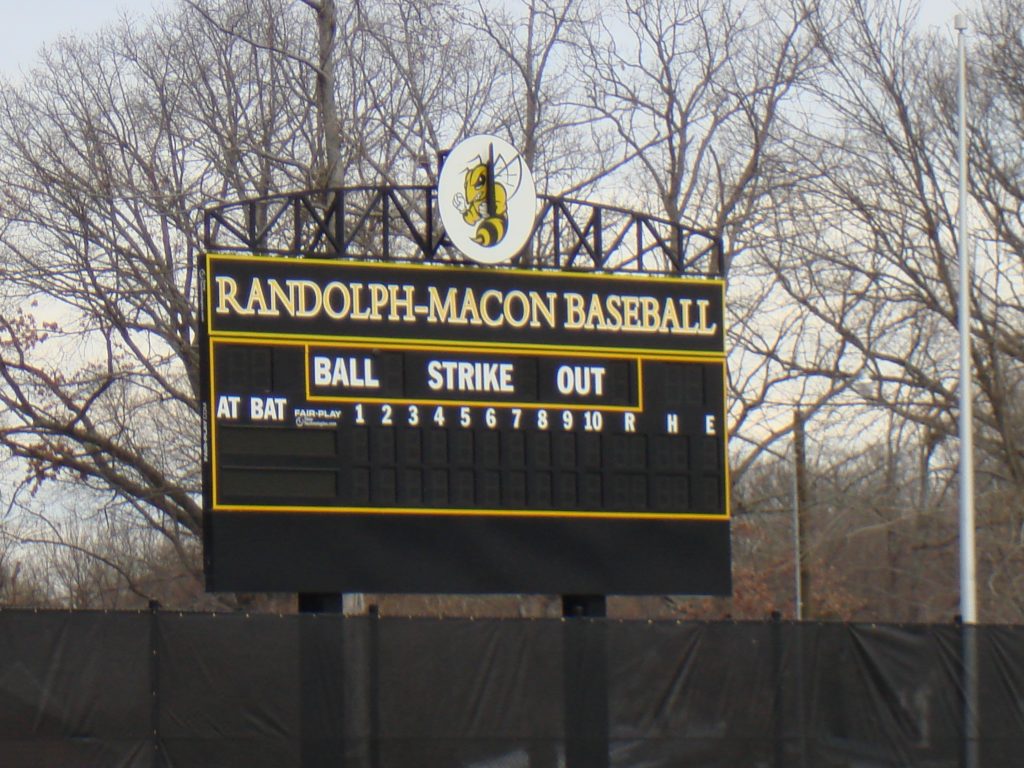 RANDOLPH-MACON BASEBALL
BALL STRIKE OUT
AT BAT FAIR-PLAY 1 2 3 4 5 6 7 8 9 10 R H E